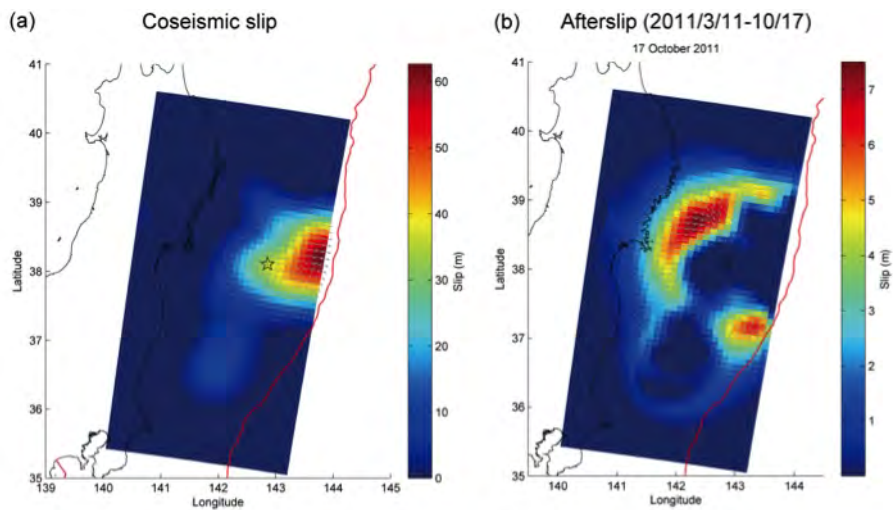 (a) Coseismic slip
41
40
39
38
37
36
35
139 140 141 142 143 144 145
Latitude
Longitude
60
50
40
30
20
10
0
Slip (m)
(b) Afterslip (2011/3/11-10/17)
17 October 2011
41
40
39
38
37
36
35
140 141 142 143 144
Latitude
Longitude
7
6
5
4
3
2
1
Slip (m)